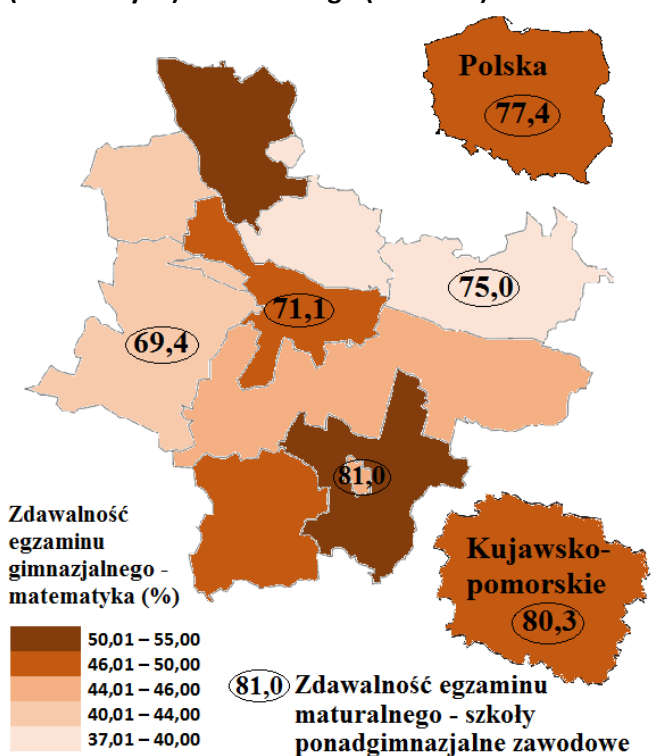 Polska
77,4
75,0
71,1
69,4
81,0
Zdawalność
egzaminu
gimnazjalnego -
matematyka (%)
50,01 – 55,00
46,01 – 50,00
44,01 – 46,00
40,01 – 44,00
37,01 – 40,00
Kujawsko-
pomorskie
80,3
81,0 Zdawalność egzaminu
maturalnego - szkoły
ponadgimnazjalne zawodowe